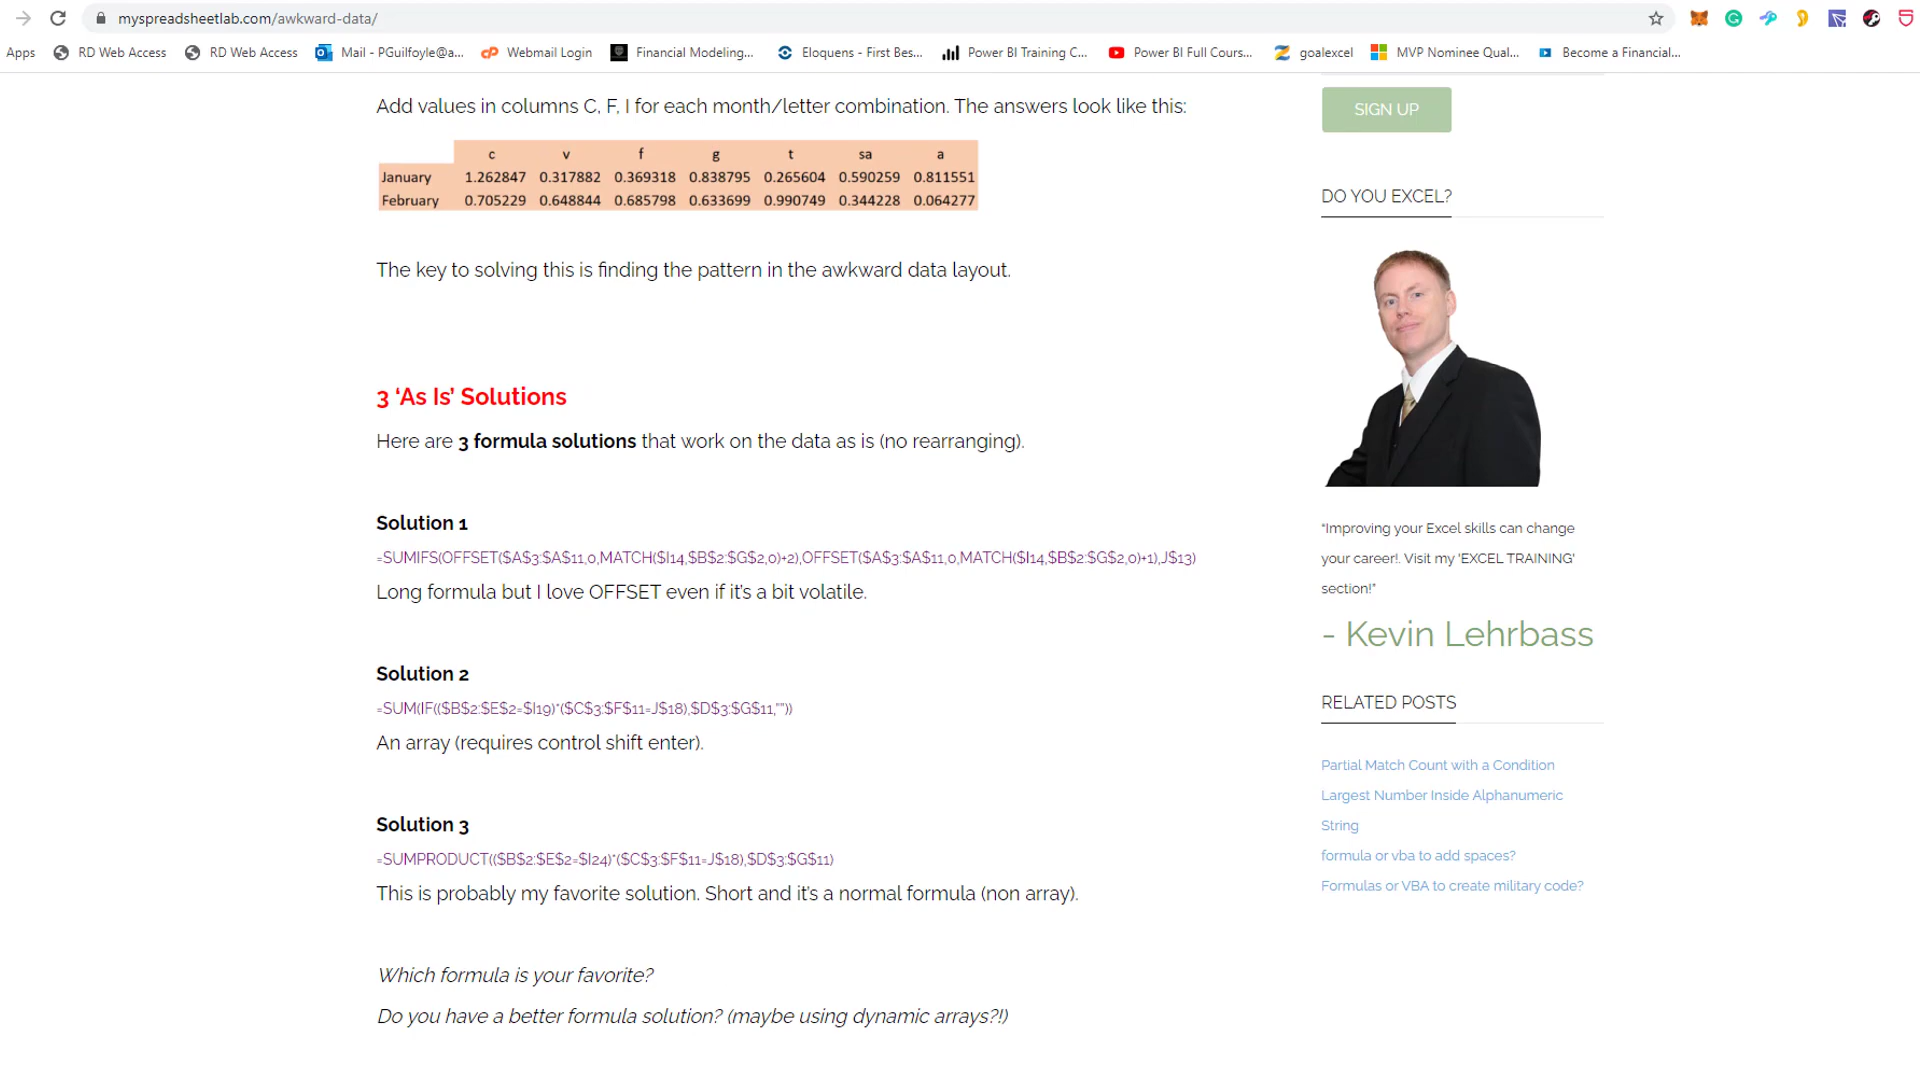 myspreadsheetlab.com/awkward-data/
Apps RD Web Access RD Web Access Mail - PGuilfoyle@a... Webmail Login Financial Modeling... Eloquens - First Bes... Power BI Training C... Power BI Full Cours... goalexcel MVP Nominee Qual... Become a Financial...
Add values in columns C, F, I for each month/letter combination. The answers look like this:
c v f g t sa a
January 1.262847 0.317882 0.369318 0.838795 0.265604 0.590259 0.811551
February 0.705229 0.648844 0.685798 0.633699 0.990749 0.344228 0.064277
The key to solving this is finding the pattern in the awkward data layout.
3 ‘As Is’ Solutions
Here are 3 formula solutions that work on the data as is (no rearranging).
Solution 1
=SUMIFS(OFFSET($A$3:$A$11,0,MATCH($I14,$B$2:$G$2,0)+2),OFFSET($A$3:$A$11,0,MATCH($I14,$B$2:$G$2,0)+1),J$13)
Long formula but I love OFFSET even if it’s a bit volatile.
Solution 2
=SUM(IF(($B$2:$E$2=$I19)*($C$3:$F$11=J$18),$D$3:$G$11,””))
An array (requires control shift enter).
Solution 3
=SUMPRODUCT(($B$2:$E$2=$I24)*($C$3:$F$11=J$18),$D$3:$G$11)
This is probably my favorite solution. Short and it’s a normal formula (non array).
Which formula is your favorite?
Do you have a better formula solution? (maybe using dynamic arrays?!)
SIGN UP
DO YOU EXCEL?
“Improving your Excel skills can change
your career!. Visit my ‘EXCEL TRAINING’
section!”
- Kevin Lehrbass
RELATED POSTS
Partial Match Count with a Condition
Largest Number Inside Alphanumeric
String
formula or vba to add spaces?
Formulas or VBA to create military code?